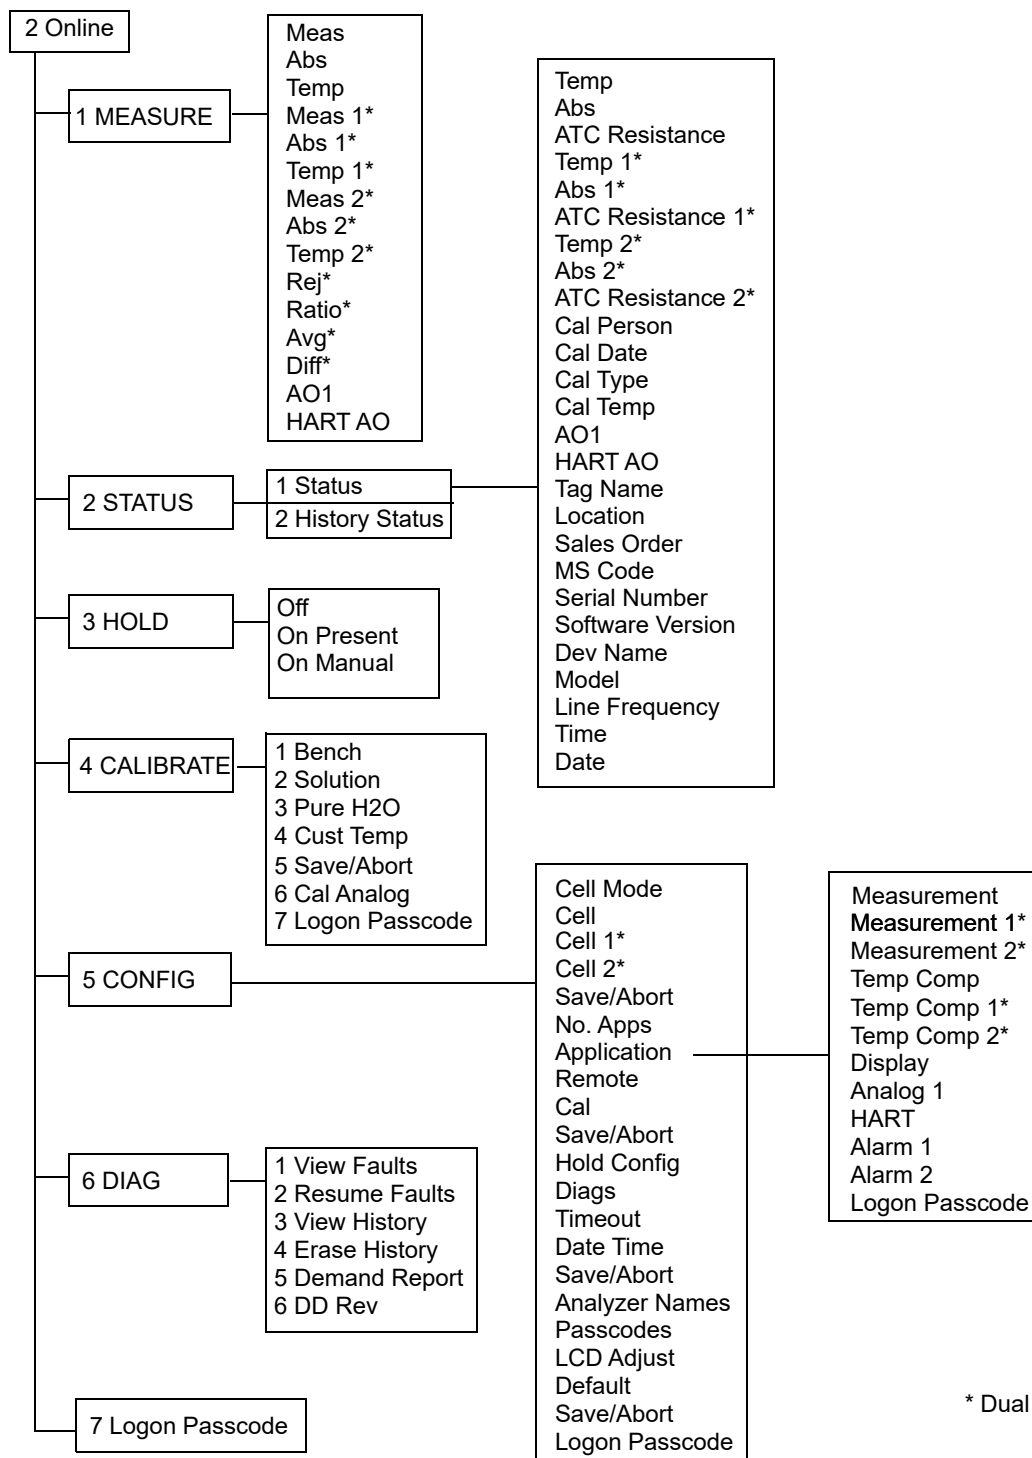 2 Online
1 MEASURE
Meas
Abs
Temp
Meas 1*
Abs 1*
Temp 1*
Meas 2*
Abs 2*
Temp 2*
Rej*
Ratio*
Avg*
Diff*
AO1
HART AO
2 STATUS
1 Status
2 History Status
Temp
Abs
ATC Resistance
Temp 1*
Abs 1*
ATC Resistance 1*
Temp 2*
Abs 2*
ATC Resistance 2*
Cal Person
Cal Date
Cal Type
Cal Temp
AO1
HART AO
Tag Name
Location
Sales Order
MS Code
Serial Number
Software Version
Dev Name
Model
Line Frequency
Time
Date
3 HOLD
Off
On Present
On Manual
4 CALIBRATE
1 Bench
2 Solution
3 Pure H2O
4 Cust Temp
5 Save/Abort
6 Cal Analog
7 Logon Passcode
5 CONFIG
Cell Mode
Cell
Cell 1*
Cell 2*
Save/Abort
No. Apps
Application
Remote
Cal
Save/Abort
Hold Config
Diags
Timeout
Date Time
Save/Abort
Analyzer Names
Passcodes
LCD Adjust
Default
Save/Abort
Logon Passcode
Measurement
Measurement 1*
Measurement 2*
Temp Comp
Temp Comp 1*
Temp Comp 2*
Display
Analog 1
HART
Alarm 1
Alarm 2
Logon Passcode
6 DIAG
1 View Faults
2 Resume Faults
3 View History
4 Erase History
5 Demand Report
6 DD Rev
7 Logon Passcode
* Dual